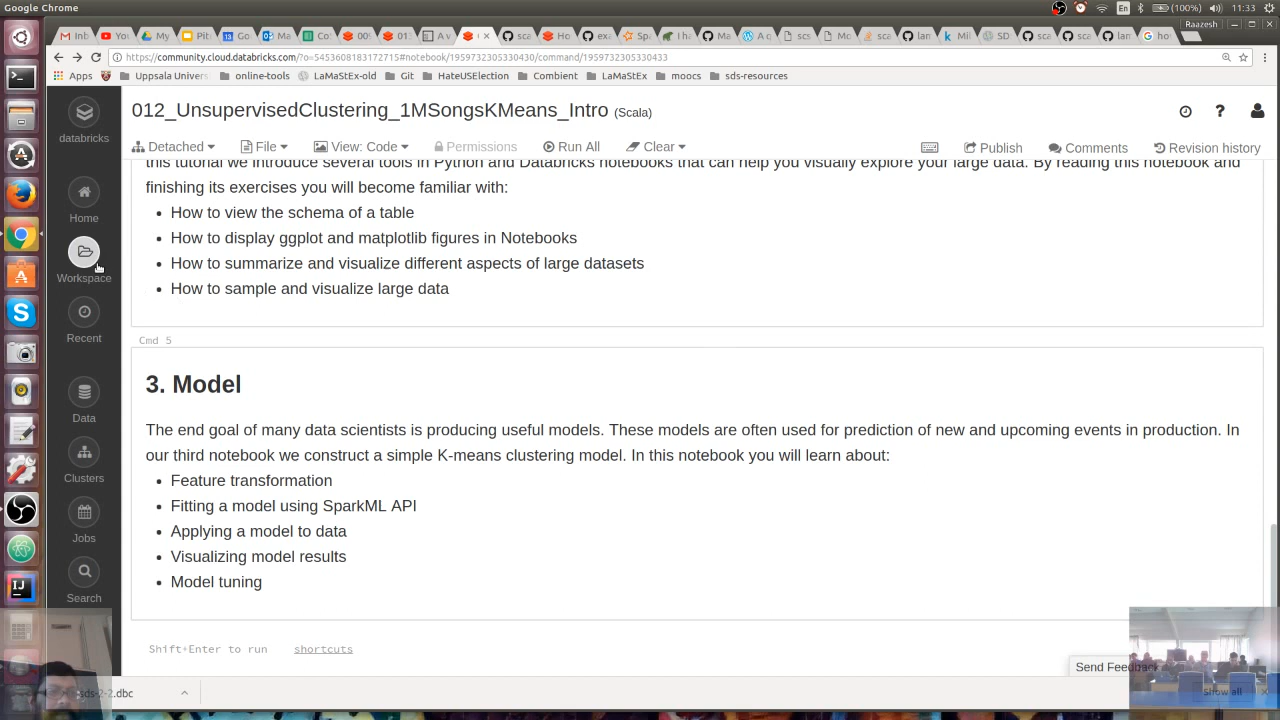 Google Chrome
En
(100%)
11:33
Raazesh
https://community.cloud.databricks.com/?o=5453608183172715#notebook/1959732305330430/command/1959732305330433
Apps
Uppsala Univers
online-tools
LaMaStEx-old
Git
HateUSElection
Combient
LaMaStEx
moocs
sds-resources
databricks
Home
Workspace
Recent
Data
Clusters
Jobs
Search
012_UnsupervisedClustering_1MSongsKMeans_Intro (Scala)
Detached
File
View: Code
Permissions
Run All
Clear
Publish
Comments
Revision history
this tutorial we introduce several tools in Python and Databricks notebooks that can help you visually explore your large data. By reading this notebook and
finishing its exercises you will become familiar with:
• How to view the schema of a table
• How to display ggplot and matplotlib figures in Notebooks
• How to summarize and visualize different aspects of large datasets
• How to sample and visualize large data
Cmd 5
3. Model
The end goal of many data scientists is producing useful models. These models are often used for prediction of new and upcoming events in production. In
our third notebook we construct a simple K-means clustering model. In this notebook you will learn about:
• Feature transformation
• Fitting a model using SparkML API
• Applying a model to data
• Visualizing model results
• Model tuning
Shift+Enter to run shortcuts
Send Feedback
sds-2-2.dbc
Show all